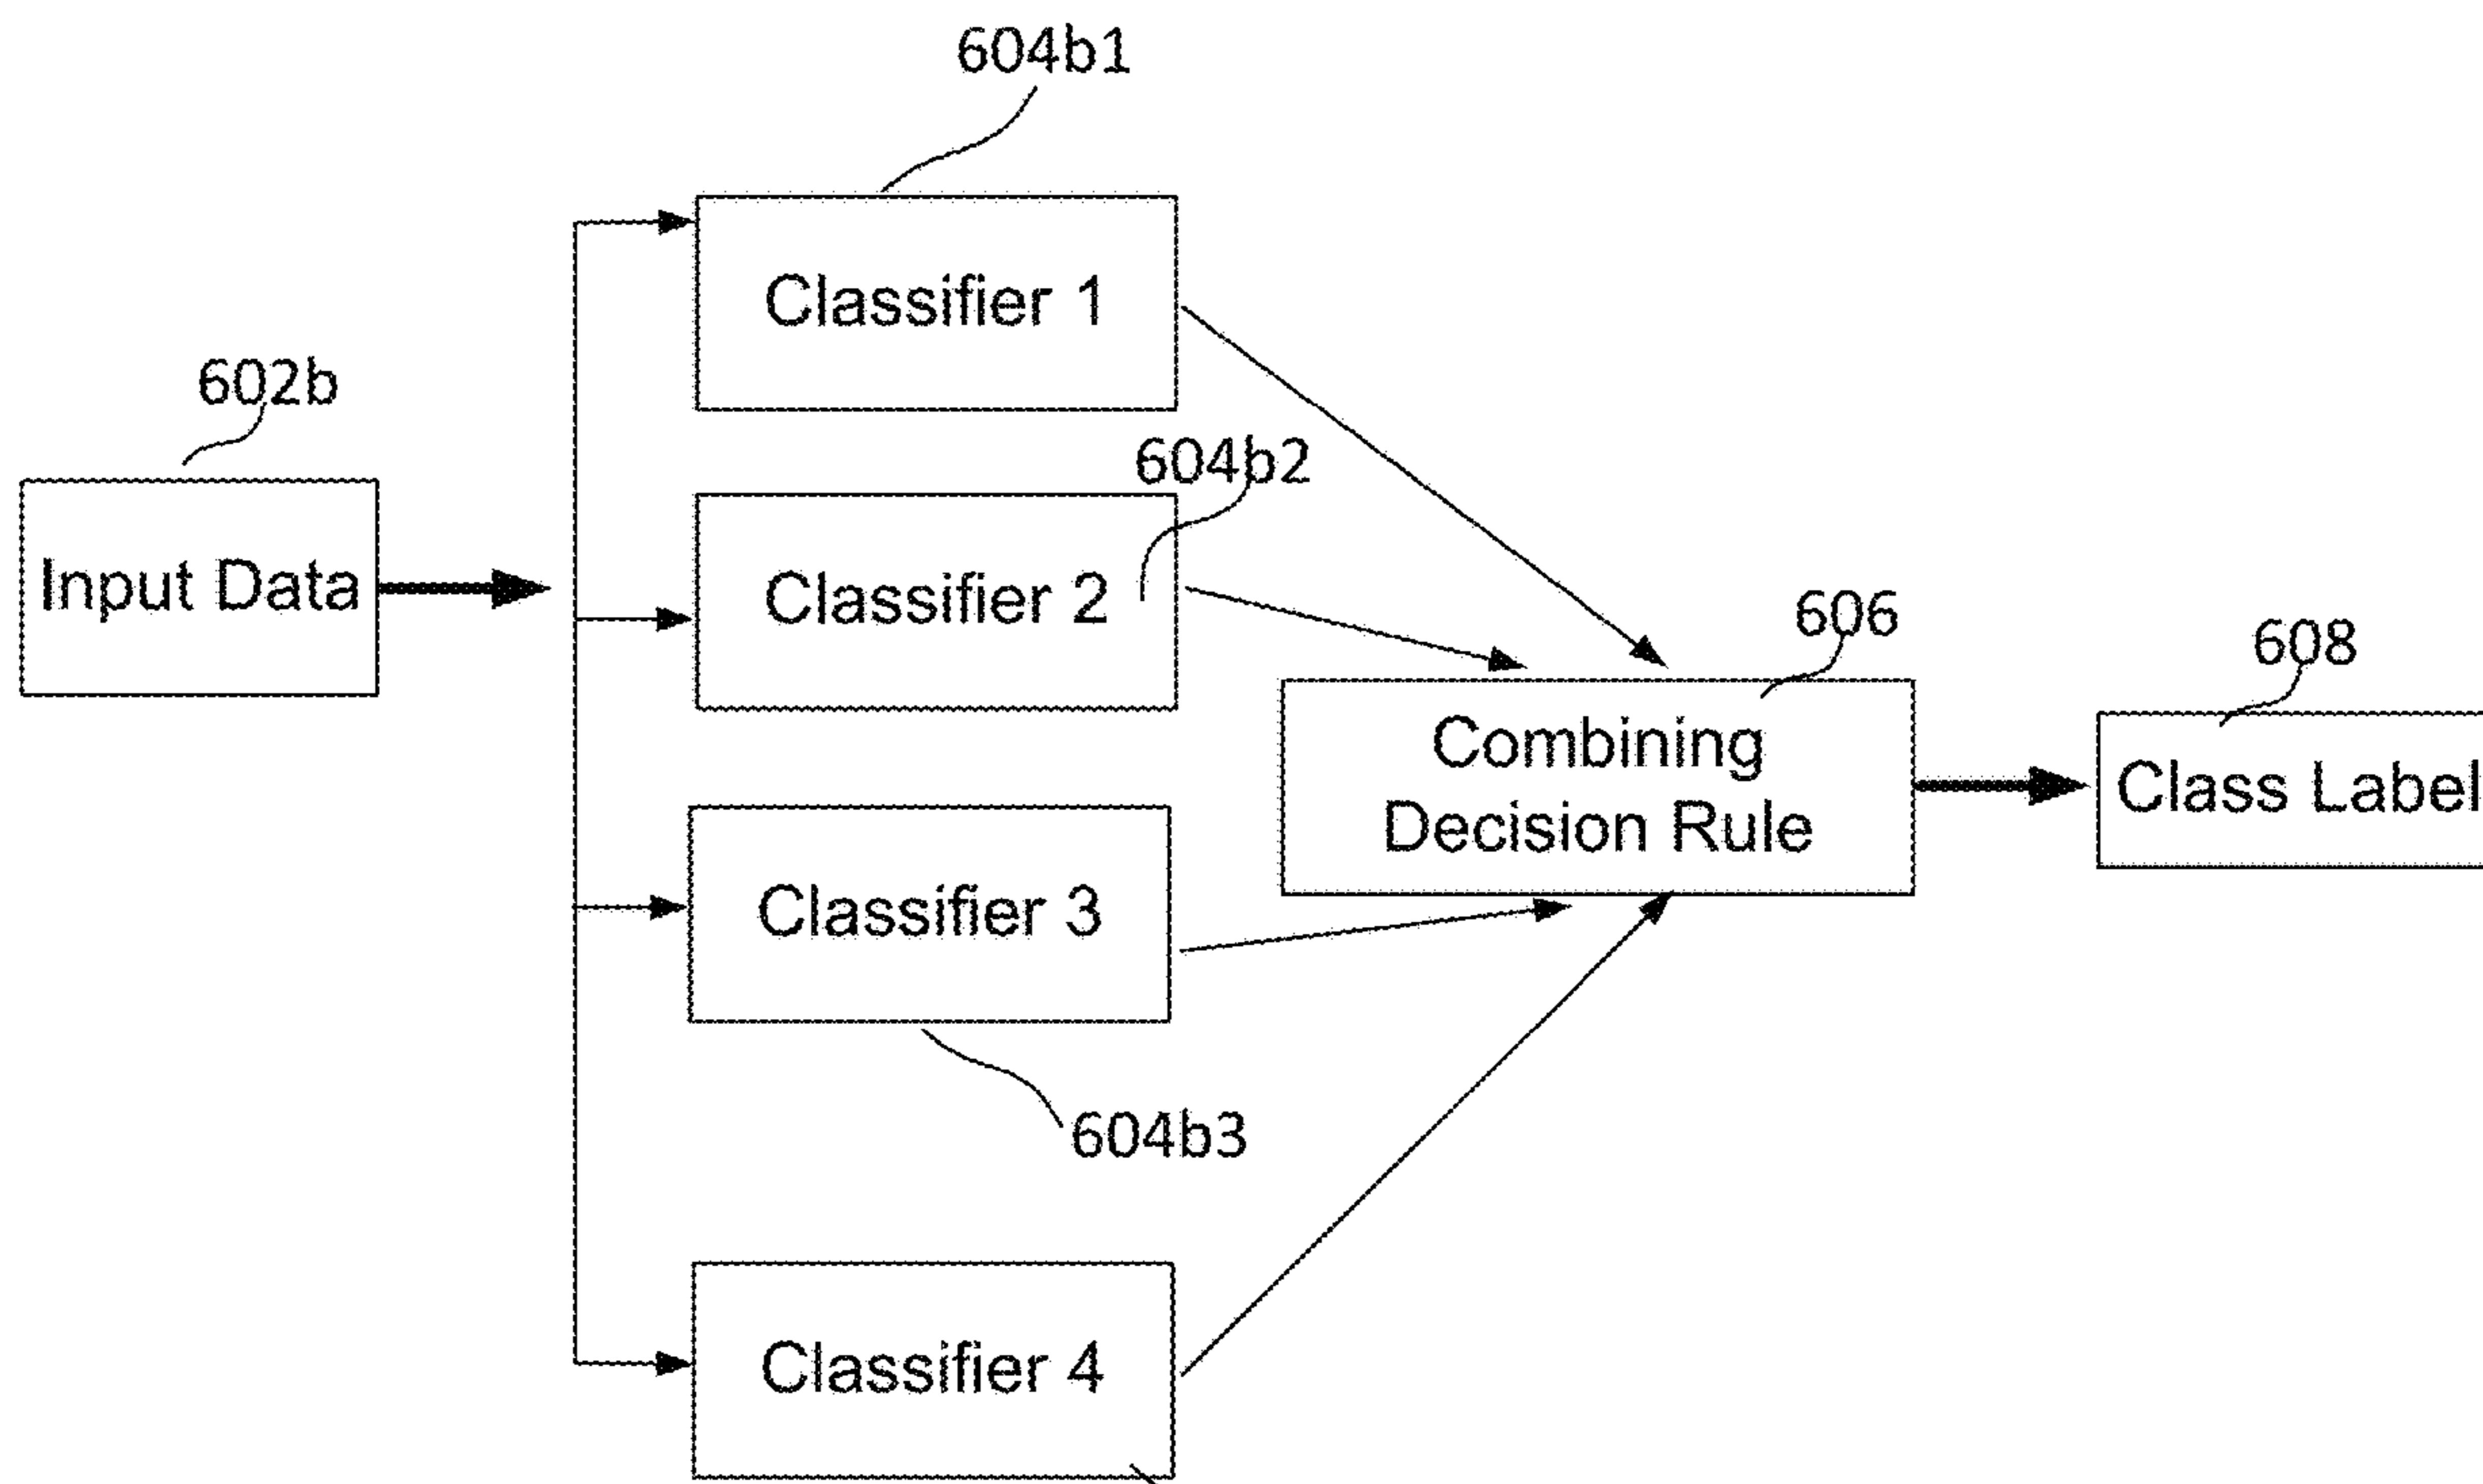 604b1
Classifier 1
602b
604b2
Input Data
Classifier 2
606
608
Combining
Decision Rule
Class Label
Classifier 3
604b3
Classifier 4